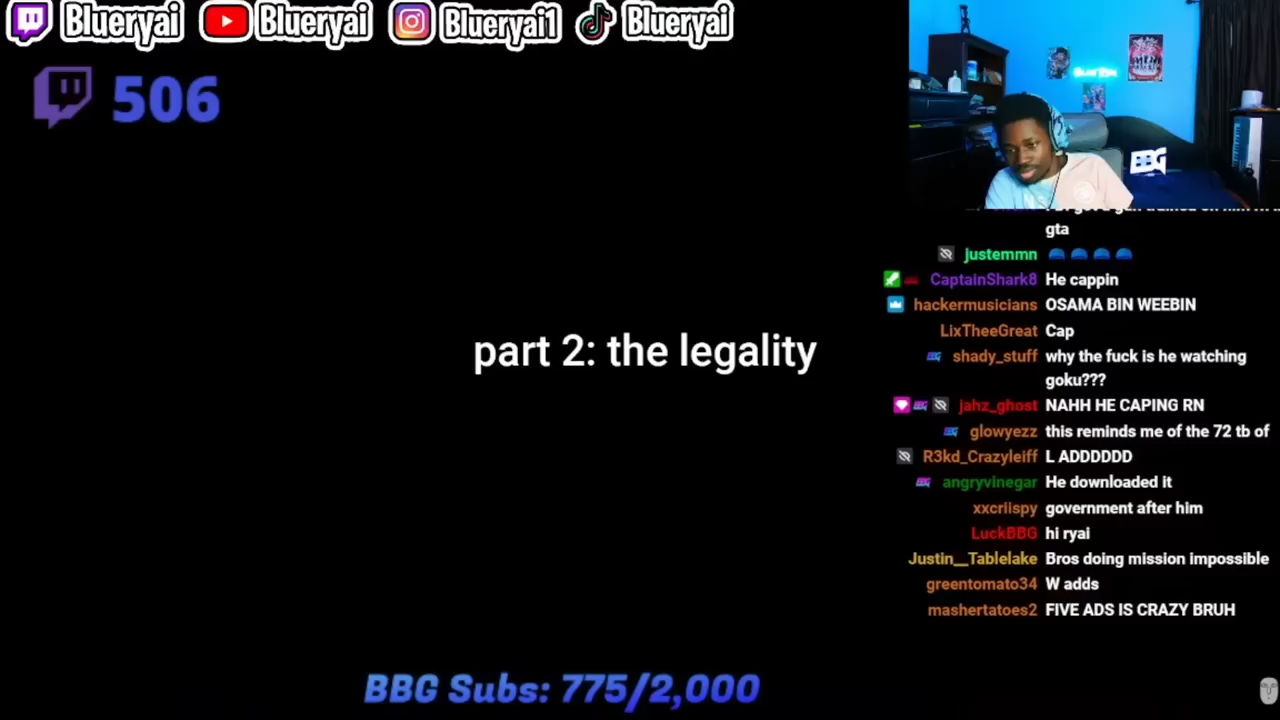 Blueryai Blueryai Blueryai1 Blueryai
506
BBG
gta
justemmn
CaptainShark8 He cappin
hackermusicians OSAMA BIN WEEBIN
LixTheeGreat Cap
part 2: the legality
shady_stuff why the fuck is he watching
goku???
jahz_ghost NAHH HE CAPING RN
glowyezz this reminds me of the 72 tb of
R3kd_Crazyleiff L ADDDDDD
angryvinegar He downloaded it
xxcriispy government after him
LuckBBG hi ryai
Justin__Tablelake Bros doing mission impossible
greentomato34 W adds
mashertatoes2 FIVE ADS IS CRAZY BRUH
BBG Subs: 775/2,000